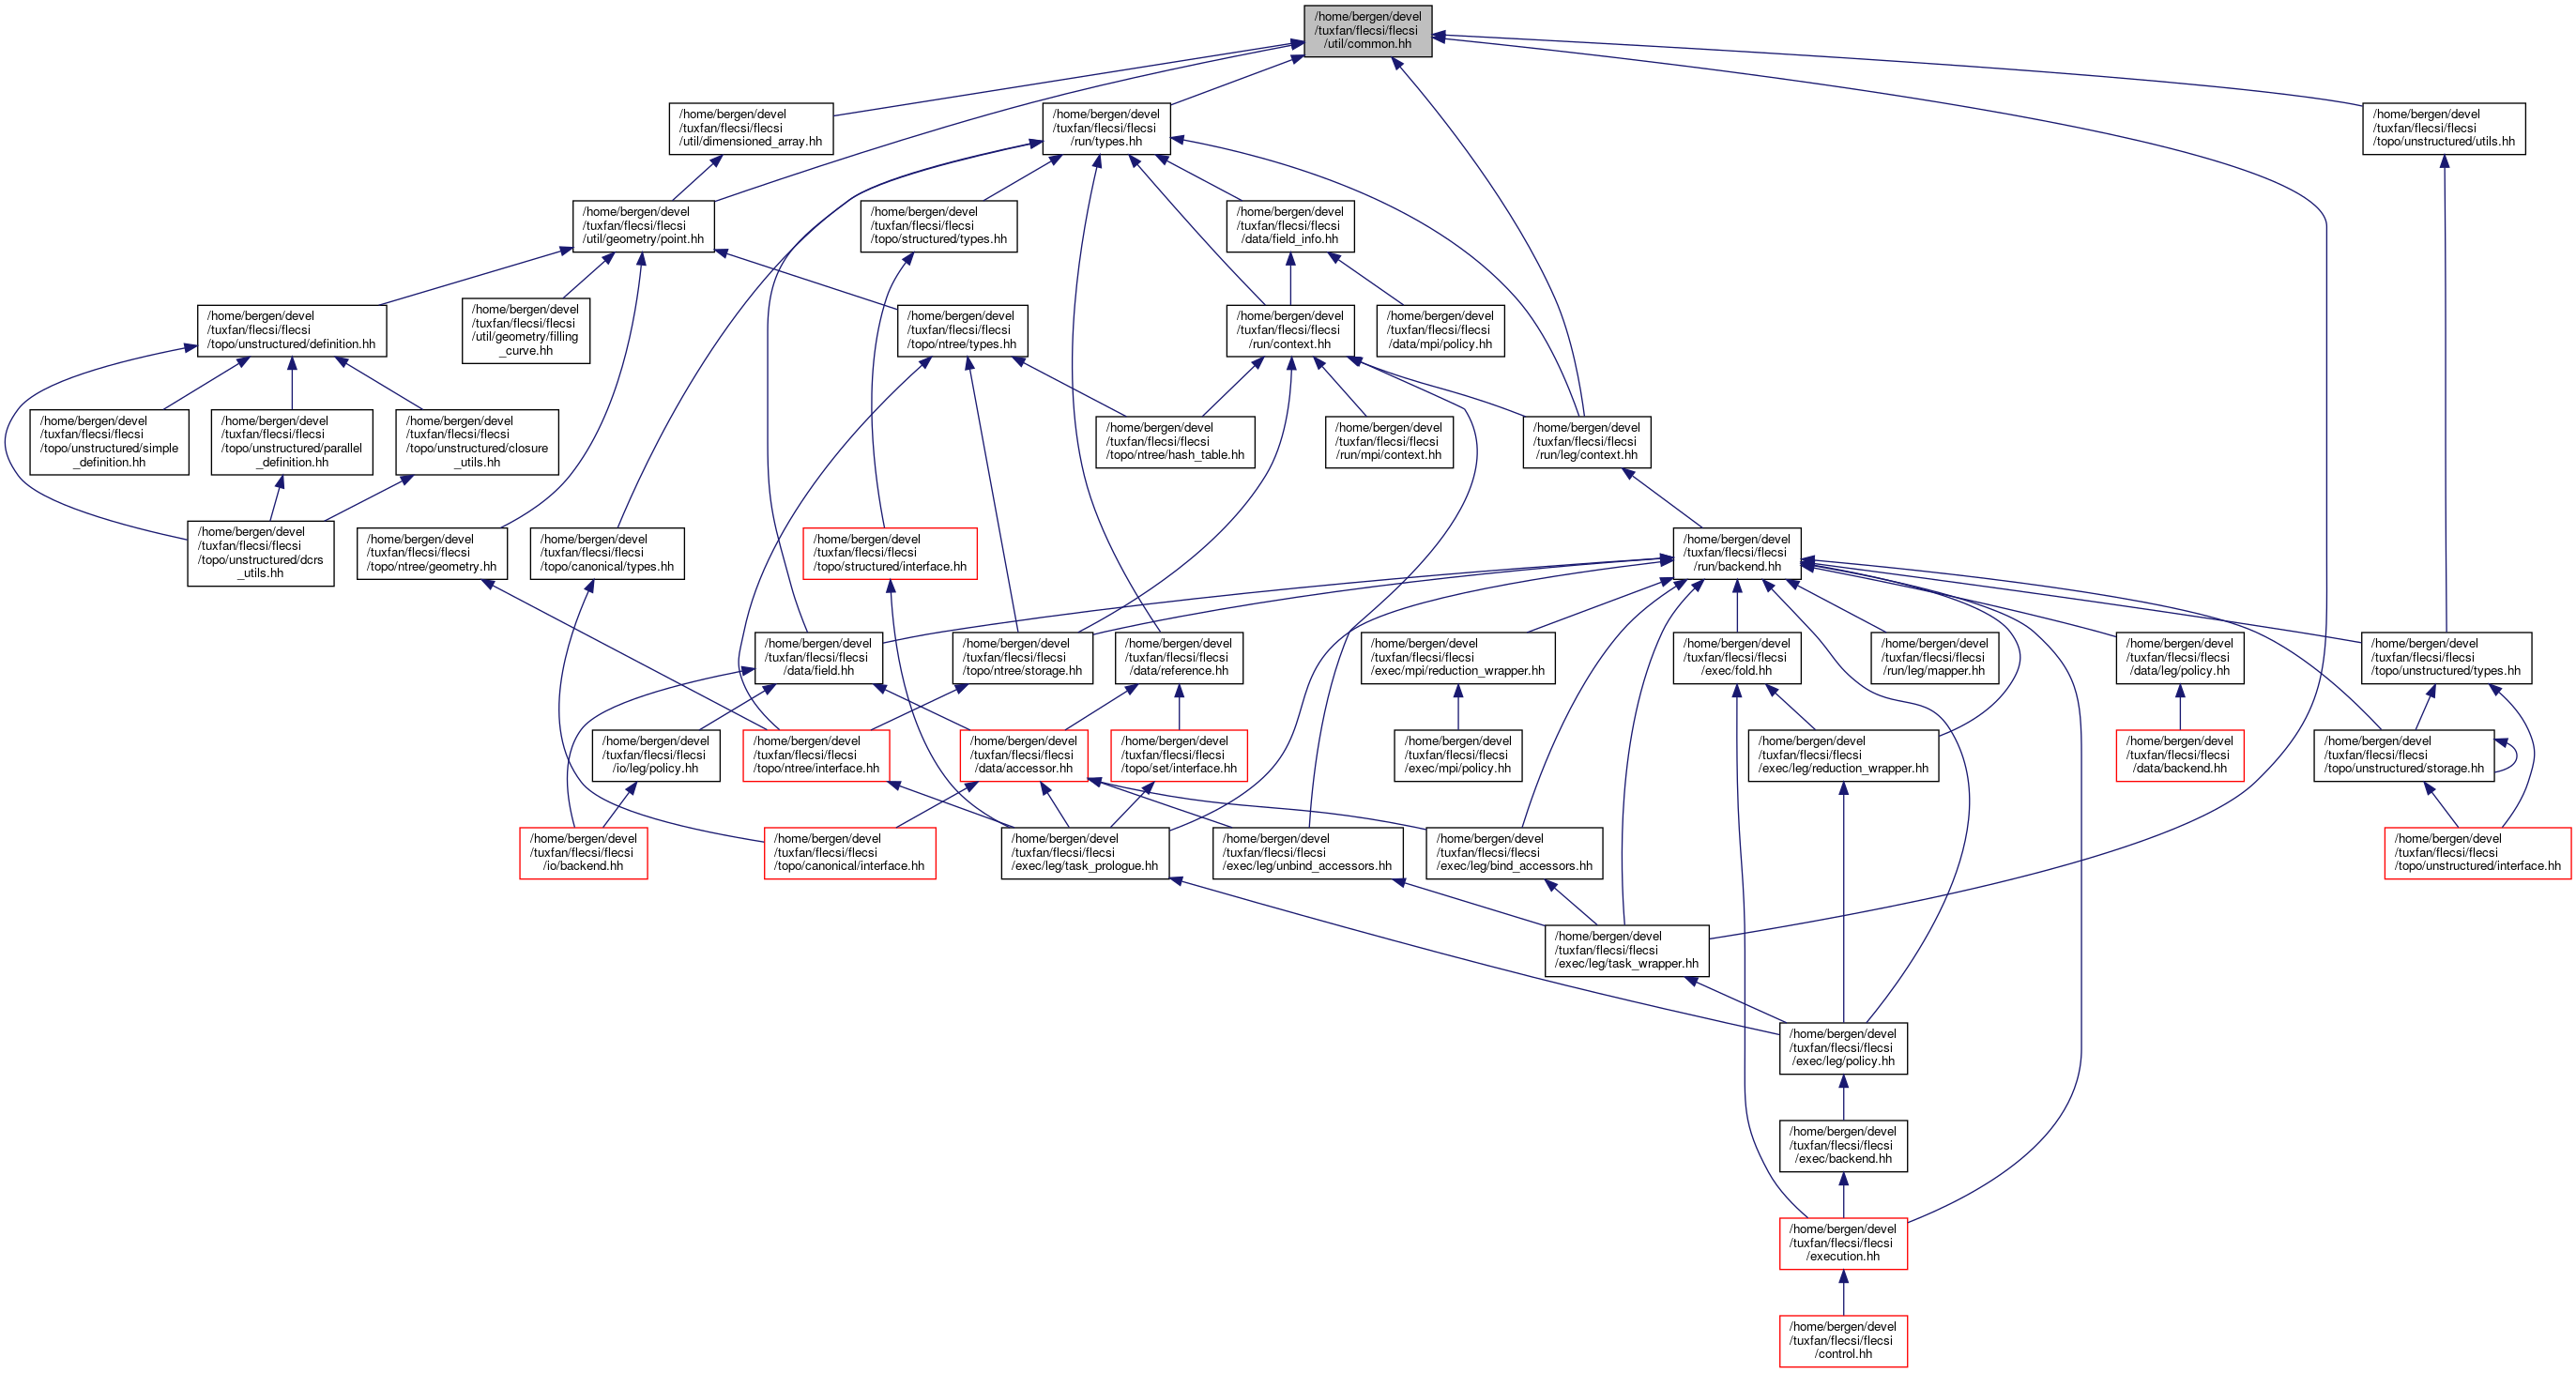 /home/bergen/devel
/tuxfan/flecsi/flecsi
/util/common.hh
/home/bergen/devel
/tuxfan/flecsi/flecsi
/util/dimensioned_array.hh
/home/bergen/devel
/tuxfan/flecsi/flecsi
/run/types.hh
/home/bergen/devel
/tuxfan/flecsi/flecsi
/topo/unstructured/utils.hh
/home/bergen/devel
/tuxfan/flecsi/flecsi
/util/geometry/point.hh
/home/bergen/devel
/tuxfan/flecsi/flecsi
/topo/structured/types.hh
/home/bergen/devel
/tuxfan/flecsi/flecsi
/data/field_info.hh
/home/bergen/devel
/tuxfan/flecsi/flecsi
/topo/unstructured/definition.hh
/home/bergen/devel
/tuxfan/flecsi/flecsi
/util/geometry/filling
_curve.hh
/home/bergen/devel
/tuxfan/flecsi/flecsi
/topo/ntree/types.hh
/home/bergen/devel
/tuxfan/flecsi/flecsi
/run/context.hh
/home/bergen/devel
/tuxfan/flecsi/flecsi
/data/mpi/policy.hh
/home/bergen/devel
/tuxfan/flecsi/flecsi
/topo/unstructured/simple
_definition.hh
/home/bergen/devel
/tuxfan/flecsi/flecsi
/topo/unstructured/parallel
_definition.hh
/home/bergen/devel
/tuxfan/flecsi/flecsi
/topo/unstructured/closure
_utils.hh
/home/bergen/devel
/tuxfan/flecsi/flecsi
/topo/ntree/hash_table.hh
/home/bergen/devel
/tuxfan/flecsi/flecsi
/run/mpi/context.hh
/home/bergen/devel
/tuxfan/flecsi/flecsi
/run/leg/context.hh
/home/bergen/devel
/tuxfan/flecsi/flecsi
/topo/unstructured/dcrs
_utils.hh
/home/bergen/devel
/tuxfan/flecsi/flecsi
/topo/ntree/geometry.hh
/home/bergen/devel
/tuxfan/flecsi/flecsi
/topo/canonical/types.hh
/home/bergen/devel
/tuxfan/flecsi/flecsi
/topo/structured/interface.hh
/home/bergen/devel
/tuxfan/flecsi/flecsi
/run/backend.hh
/home/bergen/devel
/tuxfan/flecsi/flecsi
/data/field.hh
/home/bergen/devel
/tuxfan/flecsi/flecsi
/topo/ntree/storage.hh
/home/bergen/devel
/tuxfan/flecsi/flecsi
/data/reference.hh
/home/bergen/devel
/tuxfan/flecsi/flecsi
/exec/mpi/reduction_wrapper.hh
/home/bergen/devel
/tuxfan/flecsi/flecsi
/exec/fold.hh
/home/bergen/devel
/tuxfan/flecsi/flecsi
/run/leg/mapper.hh
/home/bergen/devel
/tuxfan/flecsi/flecsi
/data/leg/policy.hh
/home/bergen/devel
/tuxfan/flecsi/flecsi
/topo/unstructured/types.hh
/home/bergen/devel
/tuxfan/flecsi/flecsi
/io/leg/policy.hh
/home/bergen/devel
/tuxfan/flecsi/flecsi
/topo/ntree/interface.hh
/home/bergen/devel
/tuxfan/flecsi/flecsi
/data/accessor.hh
/home/bergen/devel
/tuxfan/flecsi/flecsi
/topo/set/interface.hh
/home/bergen/devel
/tuxfan/flecsi/flecsi
/exec/mpi/policy.hh
/home/bergen/devel
/tuxfan/flecsi/flecsi
/exec/leg/reduction_wrapper.hh
/home/bergen/devel
/tuxfan/flecsi/flecsi
/data/backend.hh
/home/bergen/devel
/tuxfan/flecsi/flecsi
/topo/unstructured/storage.hh
/home/bergen/devel
/tuxfan/flecsi/flecsi
/io/backend.hh
/home/bergen/devel
/tuxfan/flecsi/flecsi
/topo/canonical/interface.hh
/home/bergen/devel
/tuxfan/flecsi/flecsi
/exec/leg/task_prologue.hh
/home/bergen/devel
/tuxfan/flecsi/flecsi
/exec/leg/unbind_accessors.hh
/home/bergen/devel
/tuxfan/flecsi/flecsi
/exec/leg/bind_accessors.hh
/home/bergen/devel
/tuxfan/flecsi/flecsi
/topo/unstructured/interface.hh
/home/bergen/devel
/tuxfan/flecsi/flecsi
/exec/leg/task_wrapper.hh
/home/bergen/devel
/tuxfan/flecsi/flecsi
/exec/leg/policy.hh
/home/bergen/devel
/tuxfan/flecsi/flecsi
/exec/backend.hh
/home/bergen/devel
/tuxfan/flecsi/flecsi
/execution.hh
/home/bergen/devel
/tuxfan/flecsi/flecsi
/control.hh